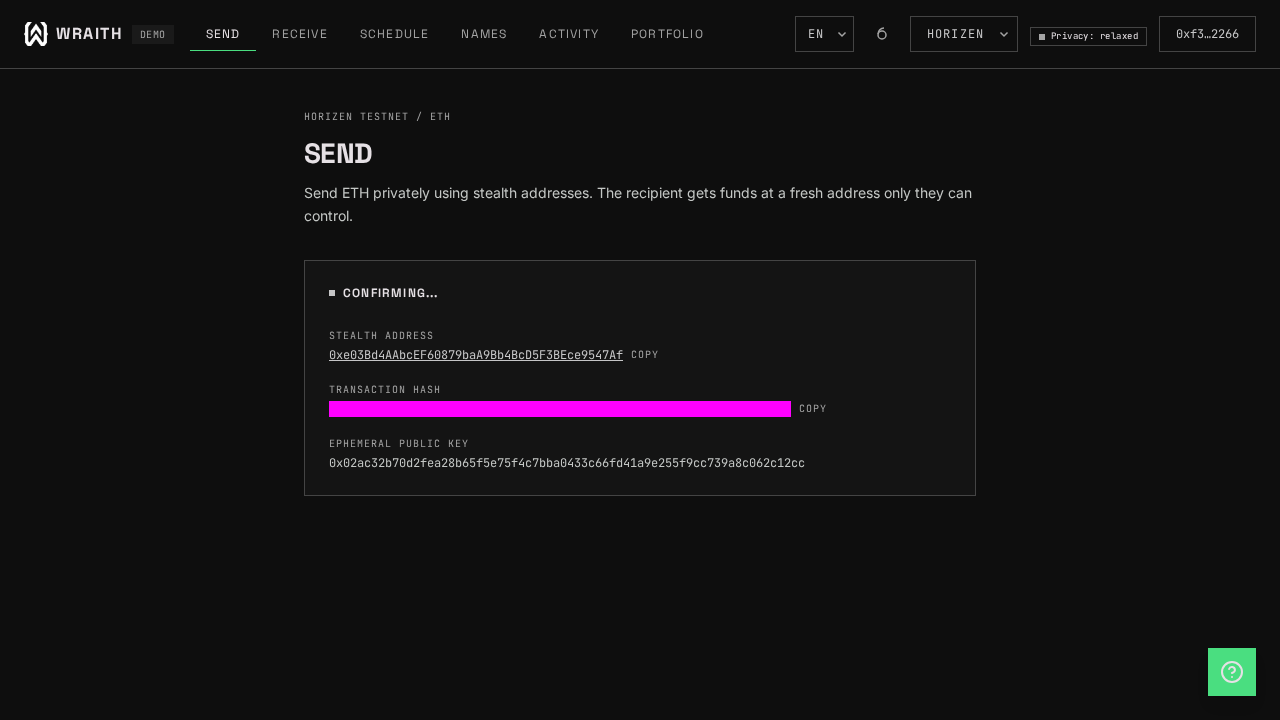 WRAITH DEMO SEND RECEIVE SCHEDULE NAMES ACTIVITY PORTFOLIO EN HORIZEN Privacy: relaxed 0xf3…2266
HORIZEN TESTNET / ETH
SEND
Send ETH privately using stealth addresses. The recipient gets funds at a fresh address only they can
control.
CONFIRMING...
STEALTH ADDRESS
0xe03Bd4AAbcEF60879baA9Bb4BcD5F3BEce9547Af COPY
TRANSACTION HASH
COPY
EPHEMERAL PUBLIC KEY
0x02ac32b70d2fea28b65f5e75f4c7bba0433c66fd41a9e255f9cc739a8c062c12cc